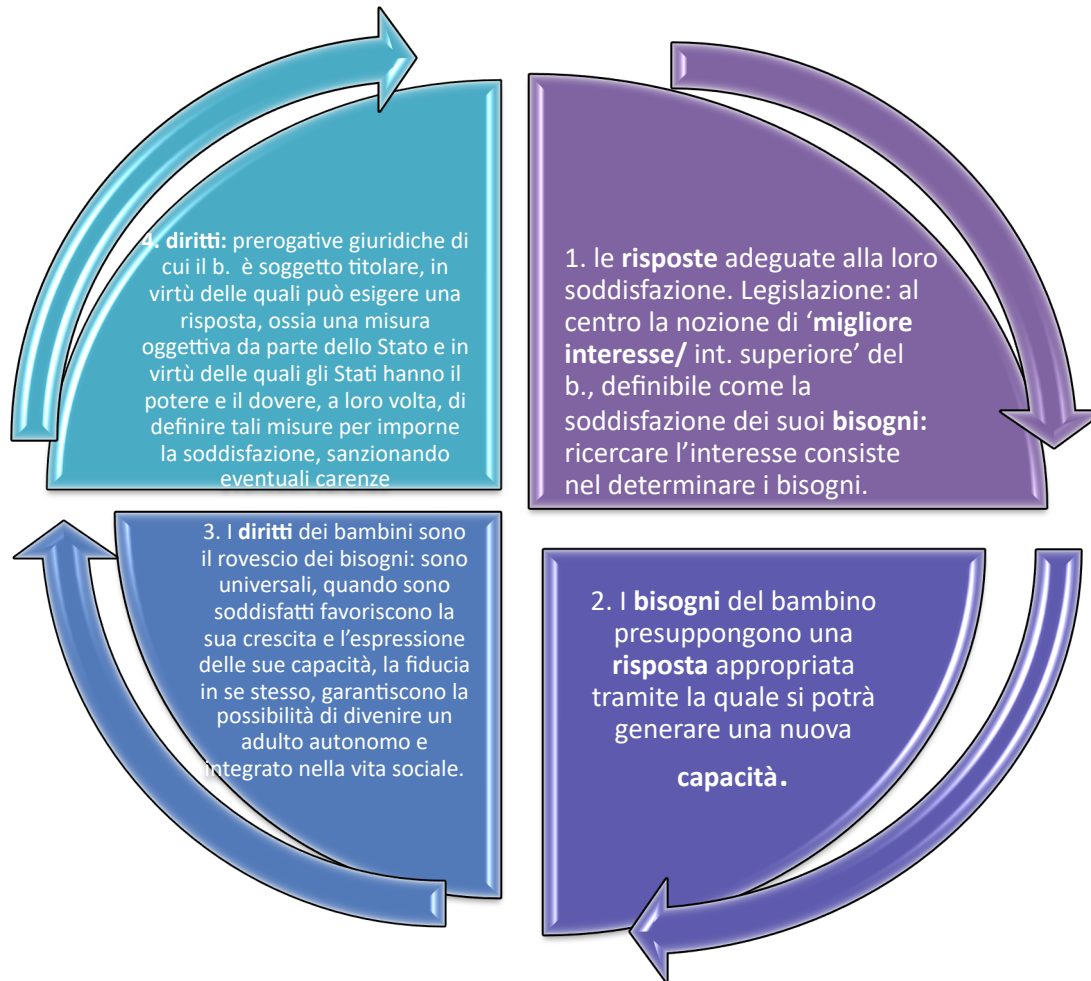 1. le risposte adeguate alla loro
soddisfazione. Legislazione: al
centro la nozione di ‘migliore
interesse/ int. superiore’ del
b., definibile come la
soddisfazione dei suoi bisogni:
ricercare l’interesse consiste
nel determinare i bisogni.
2. I bisogni del bambino
presuppongono una
risposta appropriata
tramite la quale si potrà
generare una nuova
capacità.
3. I diritti dei bambini sono
il rovescio dei bisogni: sono
universali, quando sono
soddisfatti favoriscono la
sua crescita e l’espressione
delle sue capacità, la fiducia
in se stesso, garantiscono la
possibilità di divenire un
adulto autonomo e
integrato nella vita sociale.
4. diritti: prerogative giuridiche di
cui il b. è soggetto titolare, in
virtù delle quali può esigere una
risposta, ossia una misura
oggettiva da parte dello Stato e in
virtù delle quali gli Stati hanno il
potere e il dovere, a loro volta, di
definire tali misure per imporne
la soddisfazione, sanzionando
eventuali carenze